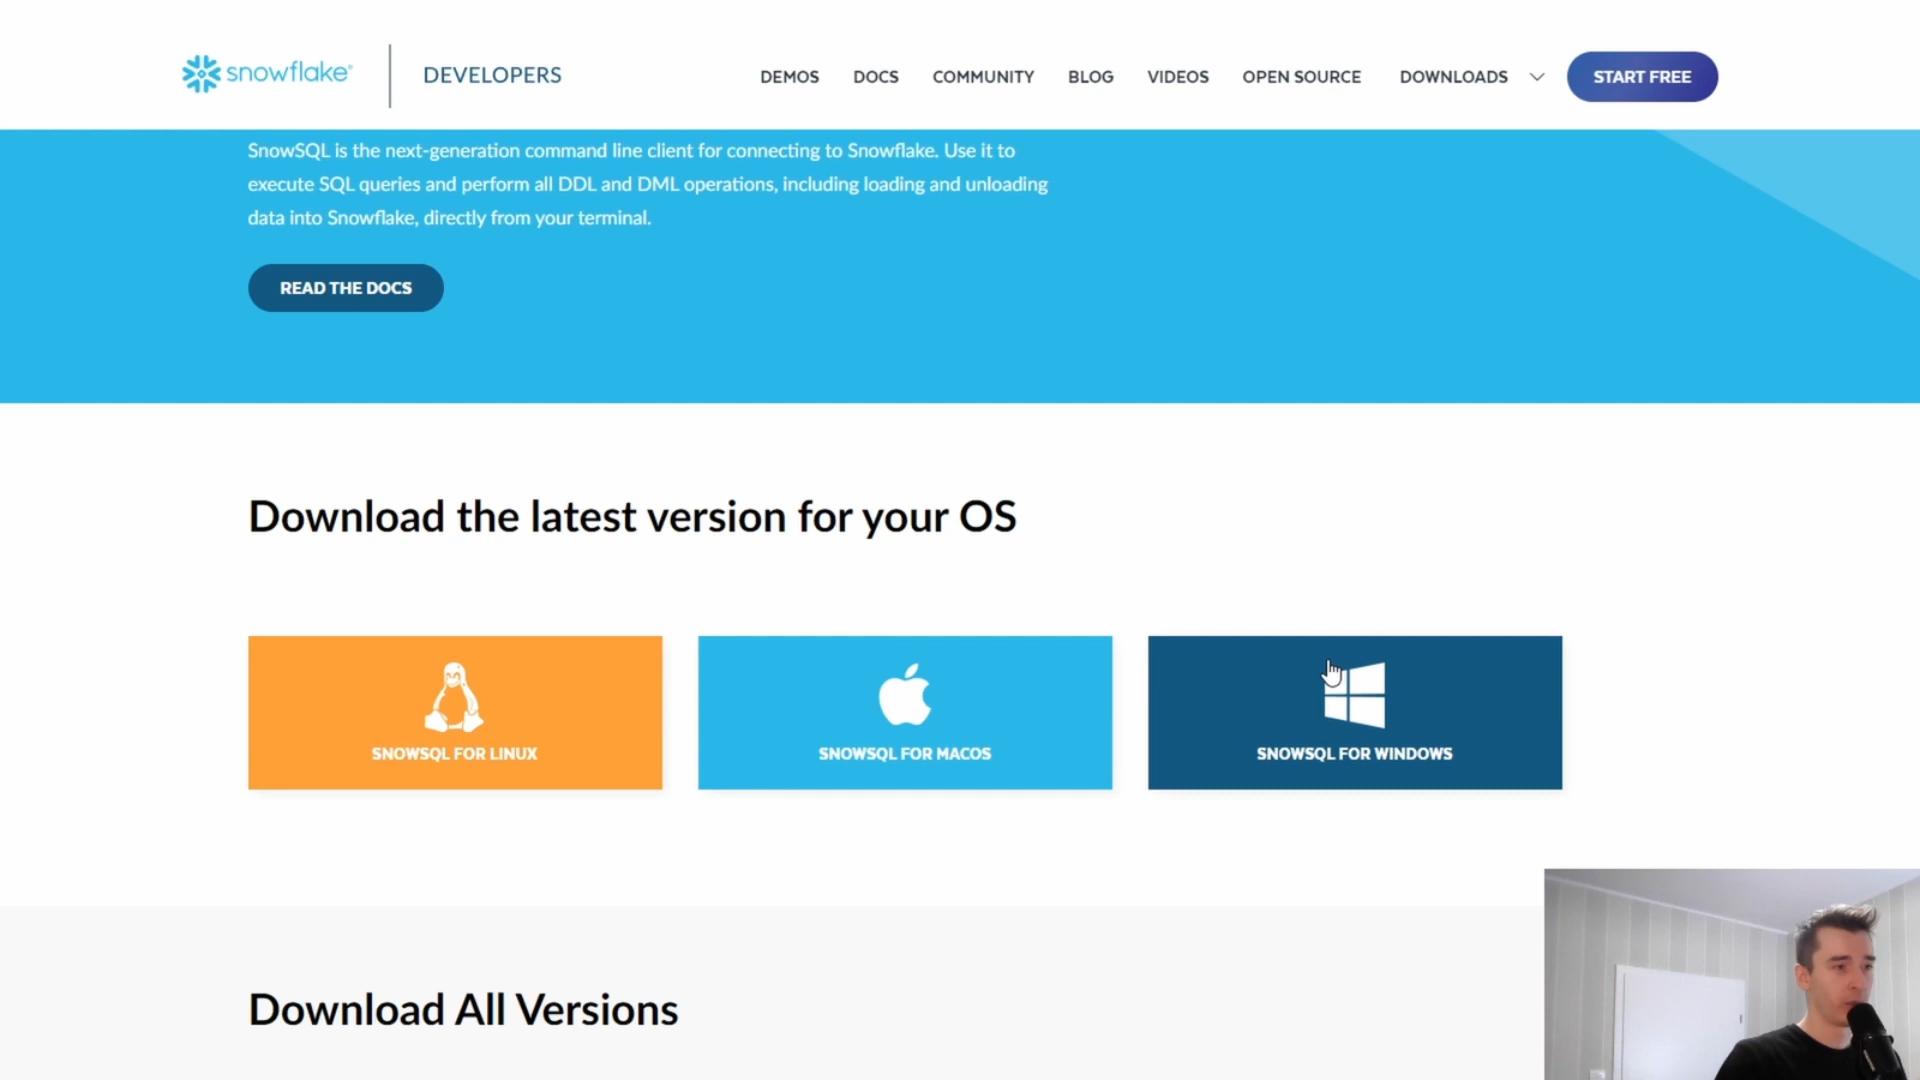 snowflake®
DEVELOPERS
DEMOS
DOCS
COMMUNITY
BLOG
VIDEOS
OPEN SOURCE
DOWNLOADS
START FREE
SnowSQL is the next-generation command line client for connecting to Snowflake. Use it to
execute SQL queries and perform all DDL and DML operations, including loading and unloading
data into Snowflake, directly from your terminal.
READ THE DOCS
Download the latest version for your OS
SNOWSQL FOR LINUX
SNOWSQL FOR MACOS
SNOWSQL FOR WINDOWS
Download All Versions